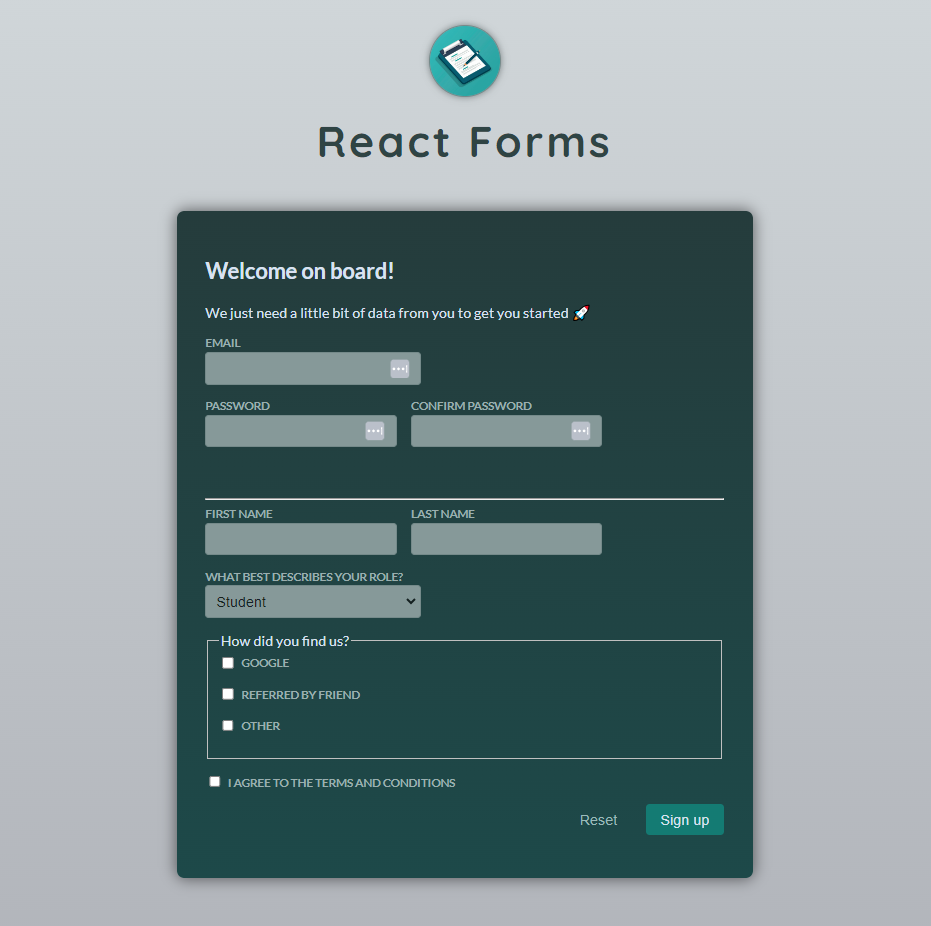 React Forms
Welcome on board!
We just need a little bit of data from you to get you started 🚀
EMAIL
PASSWORD CONFIRM PASSWORD
FIRST NAME LAST NAME
WHAT BEST DESCRIBES YOUR ROLE?
Student
How did you find us?
GOOGLE
REFERRED BY FRIEND
OTHER
I AGREE TO THE TERMS AND CONDITIONS
Reset Sign up